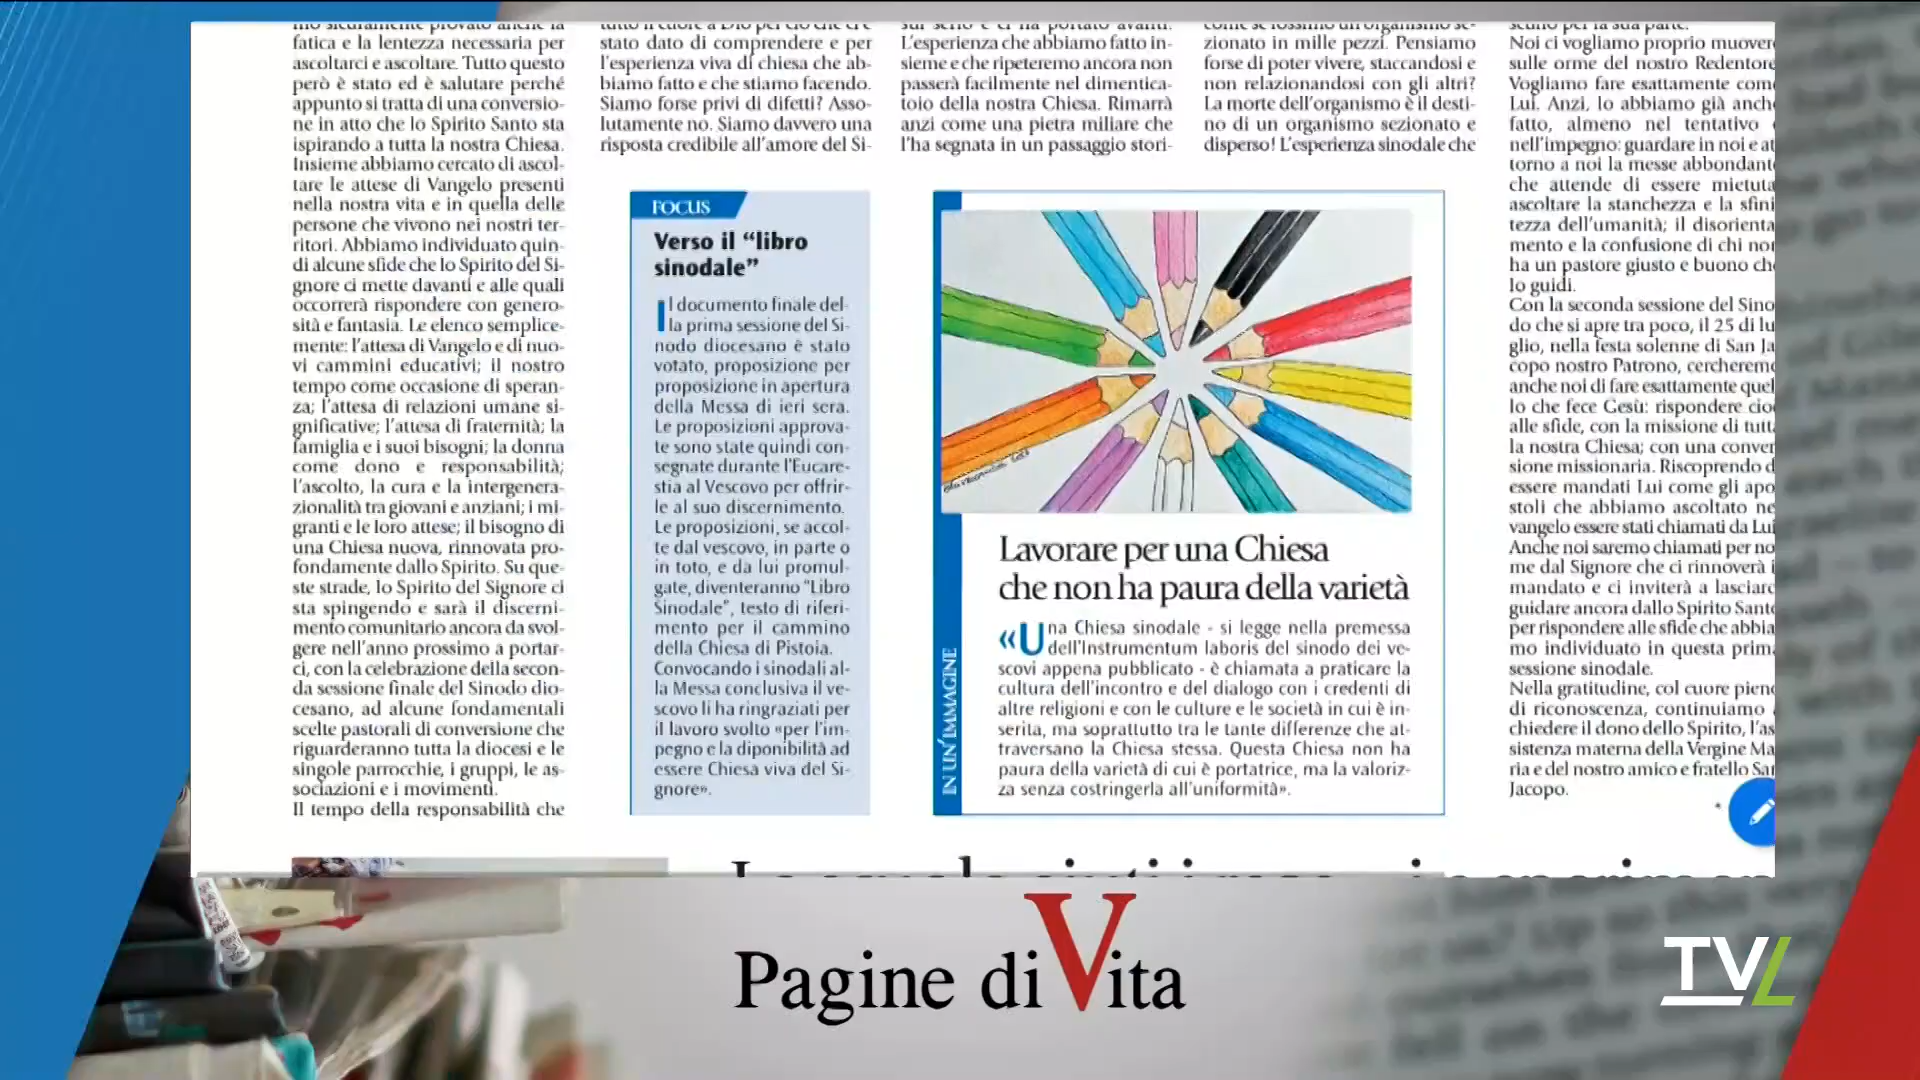 fatica e la lentezza necessaria per
ascoltarci e ascoltare. Tutto questo
però è stato ed è salutare perché
appunto si tratta di una conversio-
ne in atto che lo Spirito Santo sta
ispirando a tutta la nostra Chiesa.
Insieme abbiamo cercato di ascol-
tare le attese di Vangelo presenti
nella nostra vita e in quella delle
persone che vivono nei nostri ter-
ritori. Abbiamo individuato quin-
di alcune sfide che lo Spirito del Si-
gnore ci mette davanti e alle quali
occorrerà rispondere con genero-
sità e fantasia. Le elenco semplice-
mente: l'attesa di Vangelo e di nuo-
vi cammini educativi; il nostro
tempo come occasione di speran-
za; l'attesa di relazioni umane si-
gnificative; l'attesa di fraternità; la
famiglia e i suoi bisogni; la donna
come dono e responsabilità;
l'ascolto, la cura e la intergenera-
zionalità tra giovani e anziani; i mi-
granti e le loro attese; il bisogno di
una Chiesa nuova, rinnovata pro-
fondamente dallo Spirito. Su que-
ste strade, lo Spirito del Signore ci
sta spingendo e sarà il discerni-
mento comunitario ancora da svol-
gere nell'anno prossimo a portar-
ci, con la celebrazione della secon-
da sessione finale del Sinodo dio-
cesano, ad alcune fondamentali
scelte pastorali di conversione che
riguarderanno tutta la diocesi e le
singole parrocchie, i gruppi, le as-
sociazioni e i movimenti.
Il tempo della responsabilità che
tutto il cuore a Dio per ciò che ci è
stato dato di comprendere e per
l'esperienza viva di chiesa che ab-
biamo fatto e che stiamo facendo.
Siamo forse privi di difetti? Asso-
lutamente no. Siamo davvero una
risposta credibile all'amore del Si-
FOCUS
Verso il “libro
sinodale”
Il documento finale del-
la prima sessione del Si-
nodo diocesano è stato
votato, proposizione per
proposizione in apertura
della Messa di ieri sera.
Le proposizioni approva-
te sono state quindi con-
segnate durante l'Eucare-
stia al Vescovo per offrir-
le al suo discernimento.
Le proposizioni, se accol-
te dal vescovo, in parte o
in toto, e da lui promul-
gate, diventeranno "Libro
Sinodale", testo di riferi-
mento per il cammino
della Chiesa di Pistoia.
Convocando i sinodali al-
la Messa conclusiva il ve-
scovo li ha ringraziati per
il lavoro svolto «per l'im-
pegno e la diponibilità ad
essere Chiesa viva del Si-
gnore».
sul serio e ci ha portato avanti.
L'esperienza che abbiamo fatto in-
sieme e che ripeteremo ancora non
passerà facilmente nel dimentica-
toio della nostra Chiesa. Rimarrà
anzi come una pietra miliare che
l'ha segnata in un passaggio stori-
come se fossimo un organismo se-
zionato in mille pezzi. Pensiamo
forse di poter vivere, staccandosi e
non relazionandosi con gli altri?
La morte dell'organismo è il desti-
no di un organismo sezionato e
disperso! L'esperienza sinodale che
IN UN'IMMAGINE
Lavorare per una Chiesa
che non ha paura della varietà
«Una Chiesa sinodale - si legge nella premessa
dell'Instrumentum laboris del sinodo dei ve-
scovi appena pubblicato - è chiamata a praticare la
cultura dell'incontro e del dialogo con i credenti di
altre religioni e con le culture e le società in cui è in-
serita, ma soprattutto tra le tante differenze che at-
traversano la Chiesa stessa. Questa Chiesa non ha
paura della varietà di cui è portatrice, ma la valoriz-
za senza costringerla all'uniformità».
scuno per la sua parte.
Noi ci vogliamo proprio muover
sulle orme del nostro Redentore
Vogliamo fare esattamente com
Lui. Anzi, lo abbiamo già anch
fatto, almeno nel tentativo
nell'impegno: guardare in noi e at
torno a noi la messe abbondant
che attende di essere mietuta
ascoltare la stanchezza e la sfini
tezza dell'umanità; il disorienta
mento e la confusione di chi non
ha un pastore giusto e buono ch
lo guidi.
Con la seconda sessione del Sino
do che si apre tra poco, il 25 di lu
glio, nella festa solenne di San Ja
copo nostro Patrono, cercherem
anche noi di fare esattamente quel
lo che fece Gesù: rispondere cio
alle sfide, con la missione di tutt
la nostra Chiesa; con una conver
sione missionaria. Riscoprendo d
essere mandati Lui come gli apo
stoli che abbiamo ascoltato ne
vangelo essere stati chiamati da Lui
Anche noi saremo chiamati per no
me dal Signore che ci rinnoverà i
mandato e ci inviterà a lasciarc
guidare ancora dallo Spirito Sant
per rispondere alle sfide che abbia
mo individuato in questa prim
sessione sinodale.
Nella gratitudine, col cuore pien
di riconoscenza, continuiamo
chiedere il dono dello Spirito, l'as
sistenza materna della Vergine Ma
ria e del nostro amico e fratello San
Jacopo.
Pagine di Vita
TVL